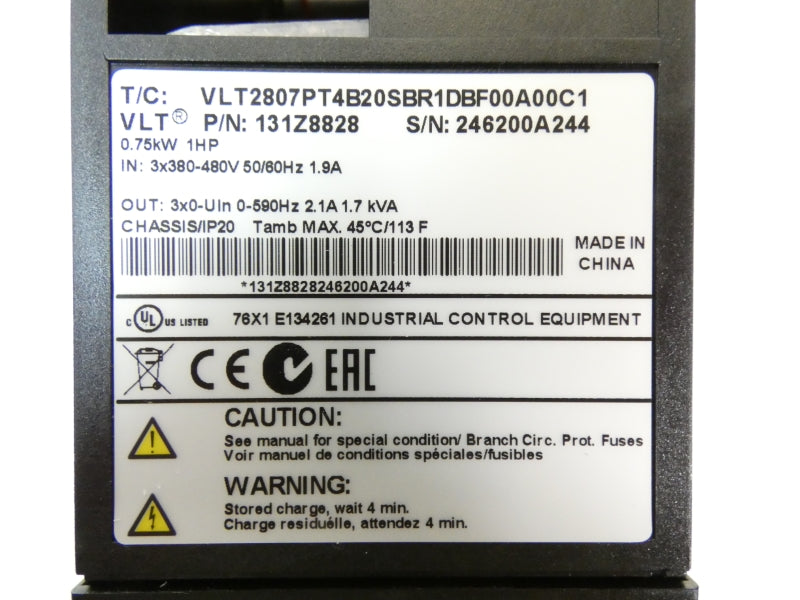 T/C: VLT2807PT4B20SBR1DBF00A00C1
VLT® P/N: 131Z8828 S/N: 246200A244
0.75kW 1HP
IN: 3x380-480V 50/60Hz 1.9A
OUT: 3x0-UIn 0-590Hz 2.1A 1.7 kVA
CHASSIS/IP20 Tamb MAX. 45°C/113 F
MADE IN
CHINA
*131Z8828246200A244*
c UL US LISTED 76X1 E134261 INDUSTRIAL CONTROL EQUIPMENT
CE EAC
CAUTION:
See manual for special condition/ Branch Circ. Prot. Fuses
Voir manuel de conditions spéciales/fusibles
WARNING:
Stored charge, wait 4 min.
Charge residuélle, attendez 4 min.